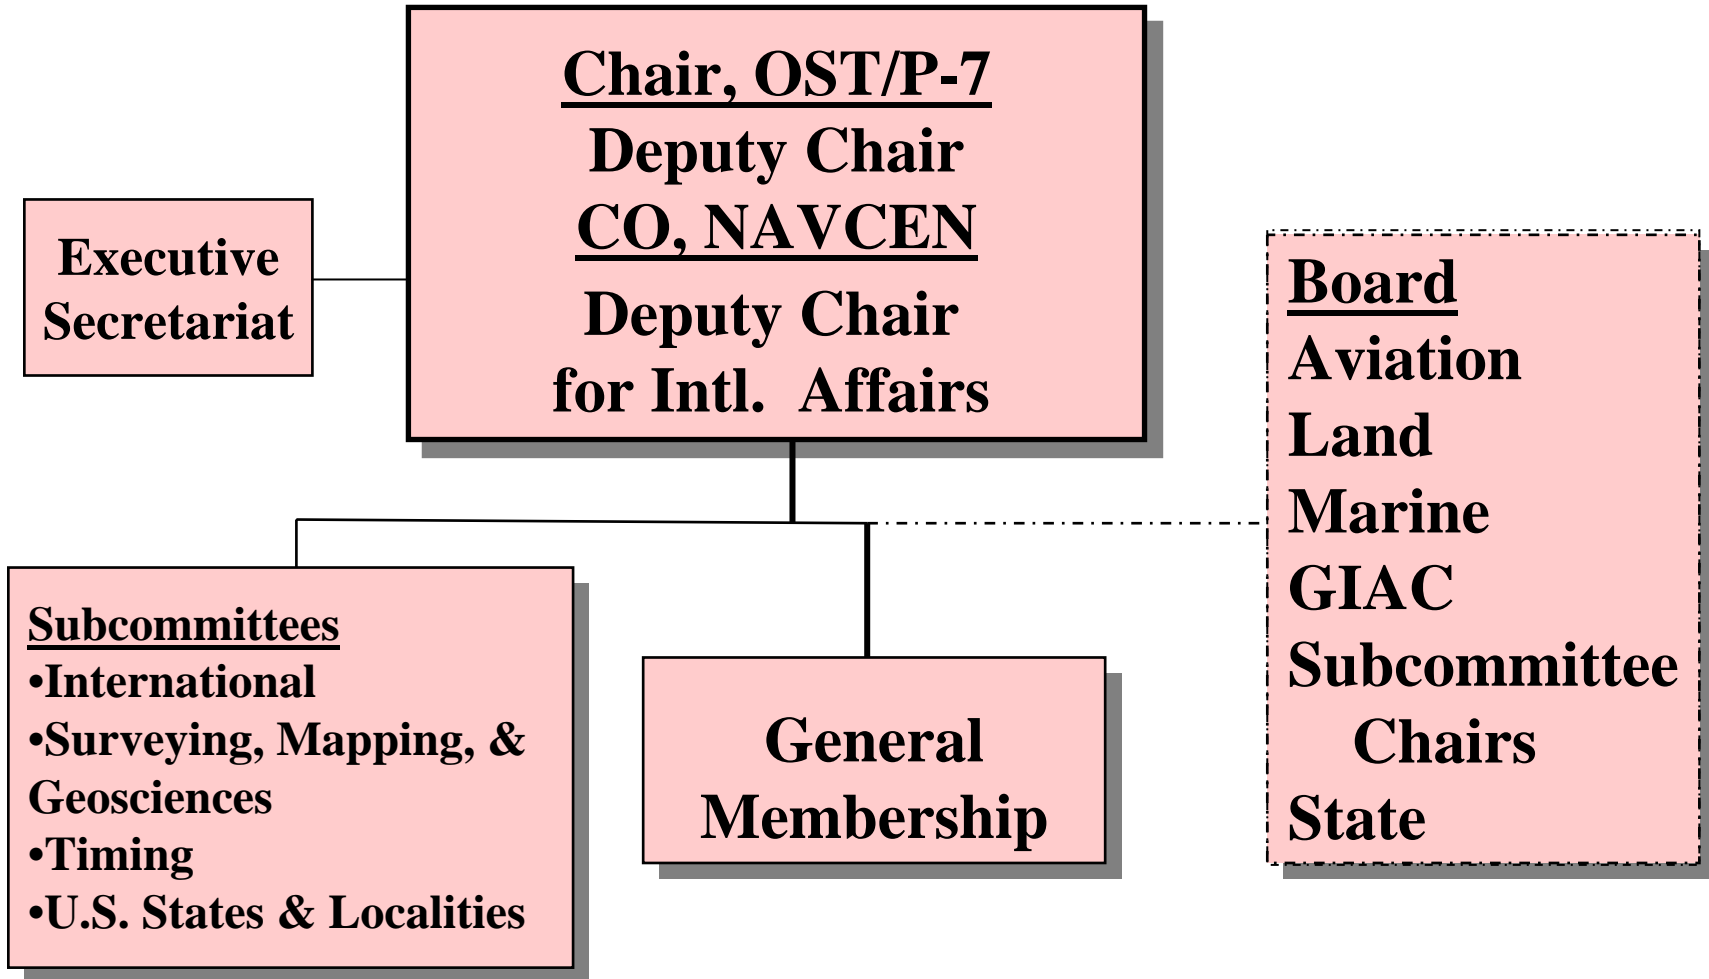 Chair, OST/P-7
Deputy Chair
CO, NAVCEN
Deputy Chair
for Intl.  Affairs
Executive
Secretariat
Board
Aviation
Land
Marine
GIAC
Subcommittee
Chairs
State
Subcommittees
•International
•Surveying, Mapping, &
Geosciences
•Timing
•U.S. States & Localities
General
Membership